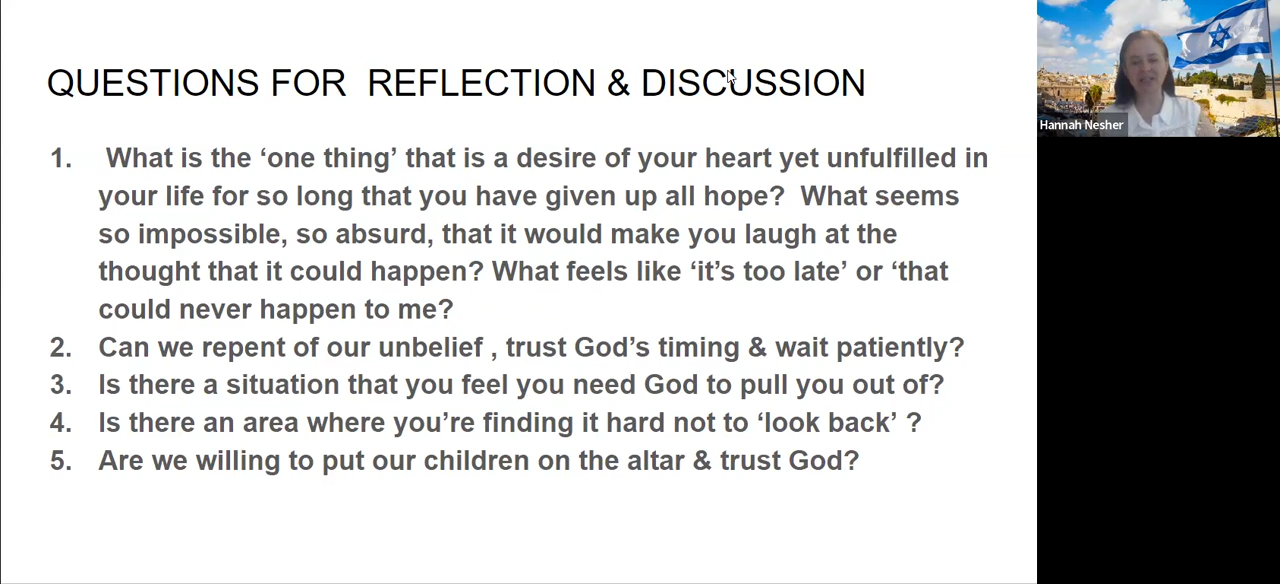 QUESTIONS FOR  REFLECTION & DISCUSSION
Hannah Nesher
1. What is the ‘one thing’ that is a desire of your heart yet unfulfilled in
your life for so long that you have given up all hope?  What seems
so impossible, so absurd, that it would make you laugh at the
thought that it could happen? What feels like ‘it’s too late’ or ‘that
could never happen to me?
2. Can we repent of our unbelief , trust God’s timing & wait patiently?
3. Is there a situation that you feel you need God to pull you out of?
4. Is there an area where you’re finding it hard not to ‘look back’ ?
5. Are we willing to put our children on the altar & trust God?